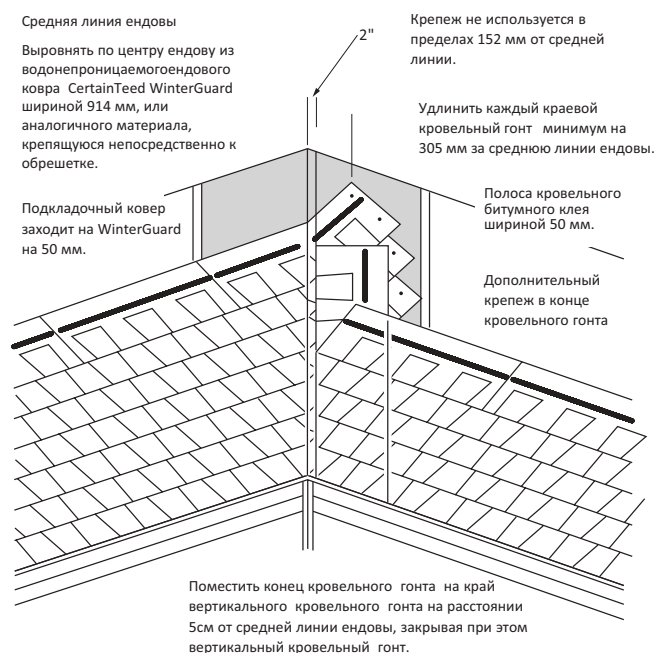 Средняя линия ендовы
Выровнять по центру ендову из
водонепроницаемогоендового
ковра CertainTeed WinterGuard
шириной 914 мм, или
аналогичного материала,
крепящуюся непосредственно к
обрешетке.
Подкладочный ковер
заходит на WinterGuard
на 50 мм.
2"
Крепеж не используется в
пределах 152 мм от средней
линии.
Удлинить каждый краевой
кровельный гонт минимум на
305 мм за среднюю линии ендовы.
Полоса кровельного
битумного клея
шириной 50 мм.
Дополнительный
крепеж в конце
кровельного гонта
Поместить конец кровельного гонта на край
вертикального кровельного гонта на расстоянии
5см от средней линии ендовы, закрывая при этом
вертикальный кровельный гонт.